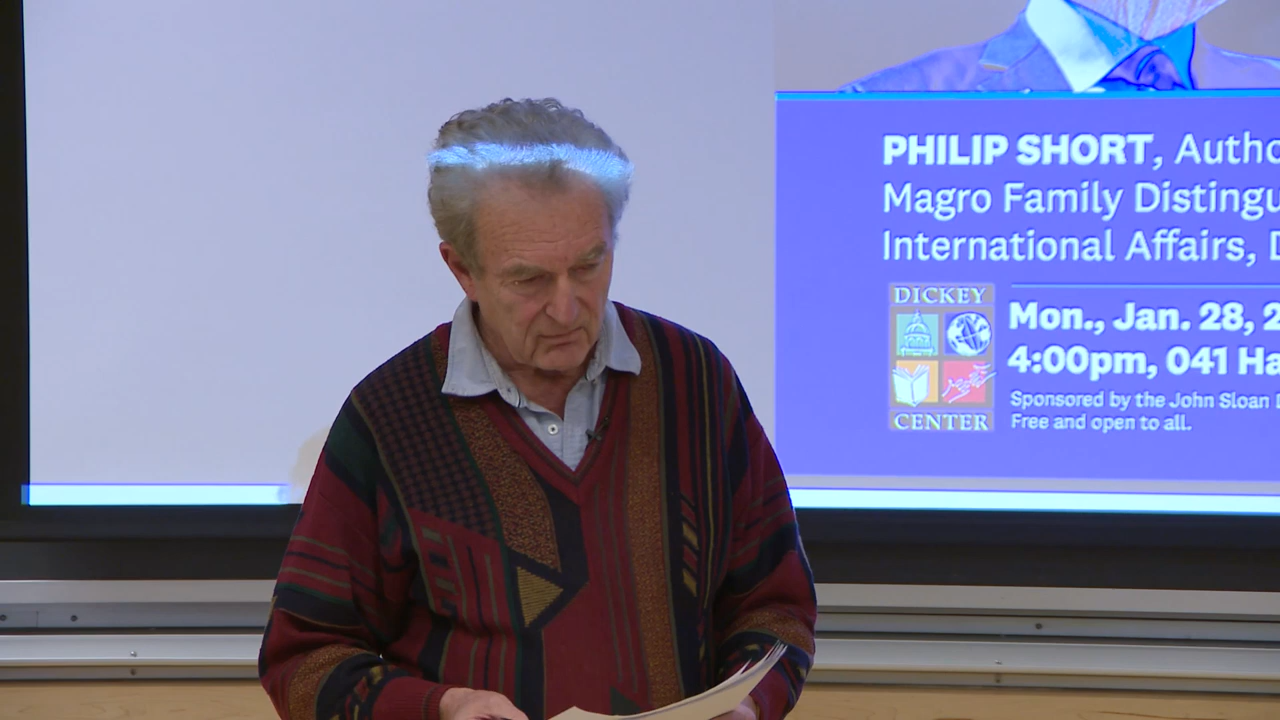 PHILIP SHORT, Autho
Magro Family Distingu
International Affairs, D
DICKEY
CENTER
Mon., Jan. 28, 2
4:00pm, 041 Ha
Sponsored by the John Sloan D
Free and open to all.